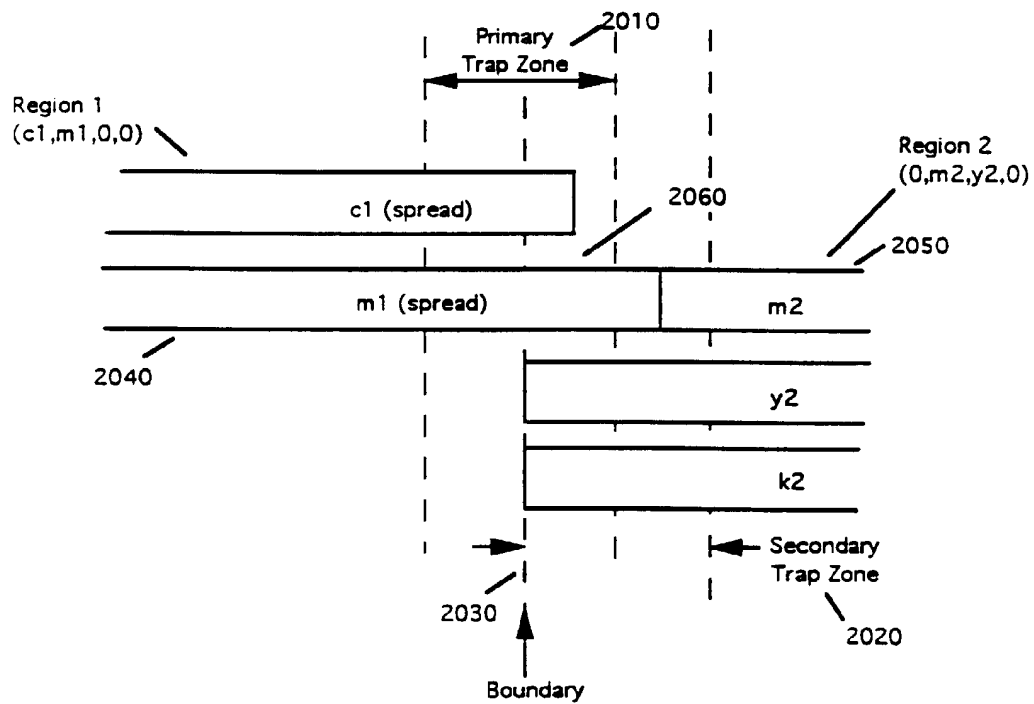 2010
Primary
Trap Zone
Region 1
(c1,m1,0,0)
Region 2
(0,m2,y2,0)
c1 (spread)
2060
2050
m1 (spread)
m2
2040
y2
k2
Secondary
Trap Zone
2030
2020
Boundary